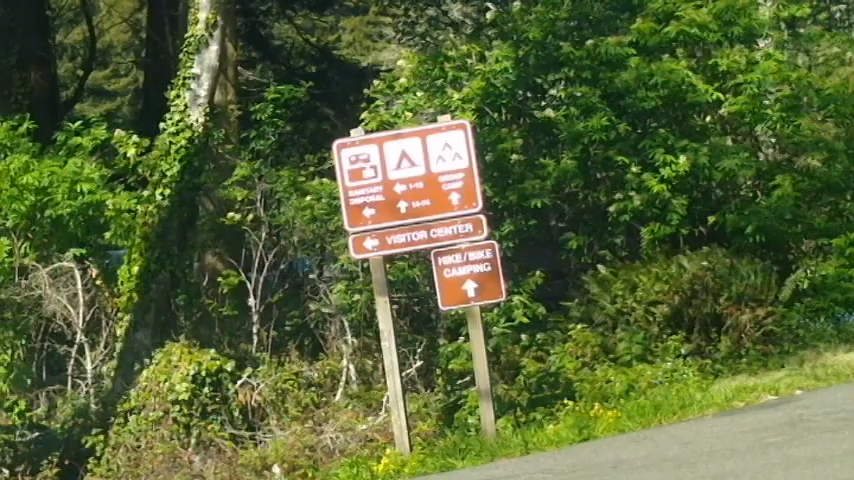 SANITARY
DISPOSAL
GROUP
CAMP
VISITOR CENTER
HIKE/BIKE
CAMPING